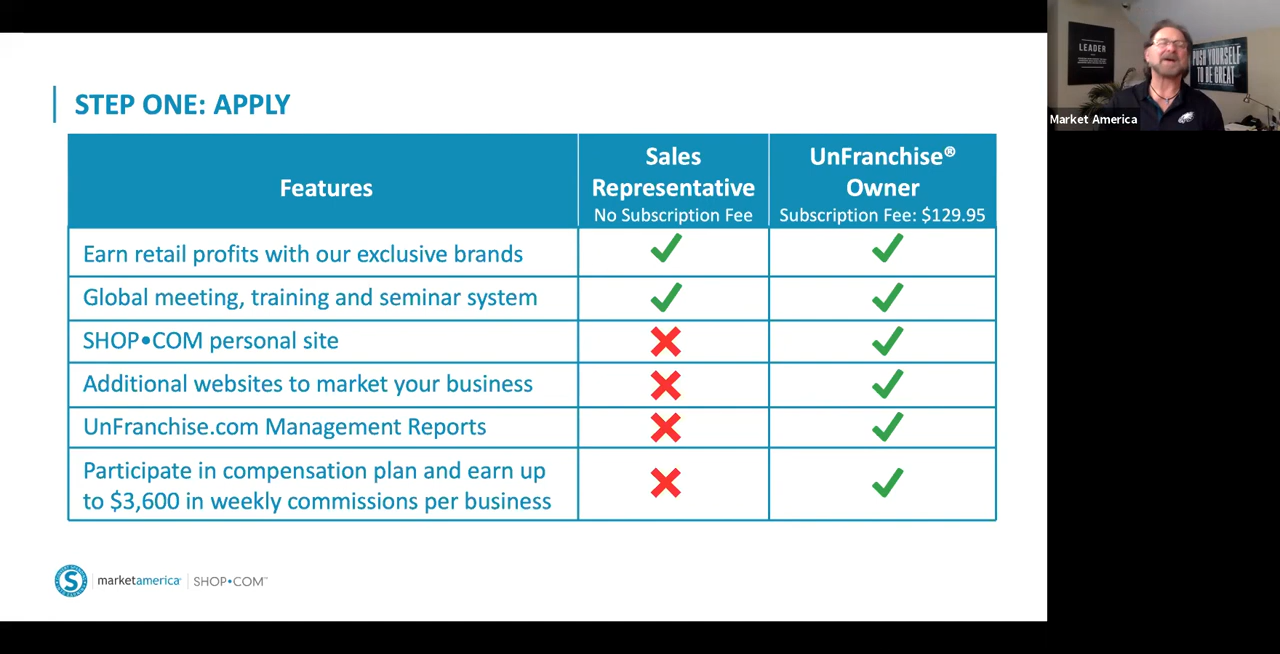 STEP ONE: APPLY
Features
Sales
Representative
No Subscription Fee
UnFranchise®
Owner
Subscription Fee: $129.95
Earn retail profits with our exclusive brands
Global meeting, training and seminar system
SHOP•COM personal site
Additional websites to market your business
UnFranchise.com Management Reports
Participate in compensation plan and earn up
to $3,600 in weekly commissions per business
S
marketamerica
SHOP•COM™
LEADER
PUSH YOURSELF
TO BE GREAT
Market America